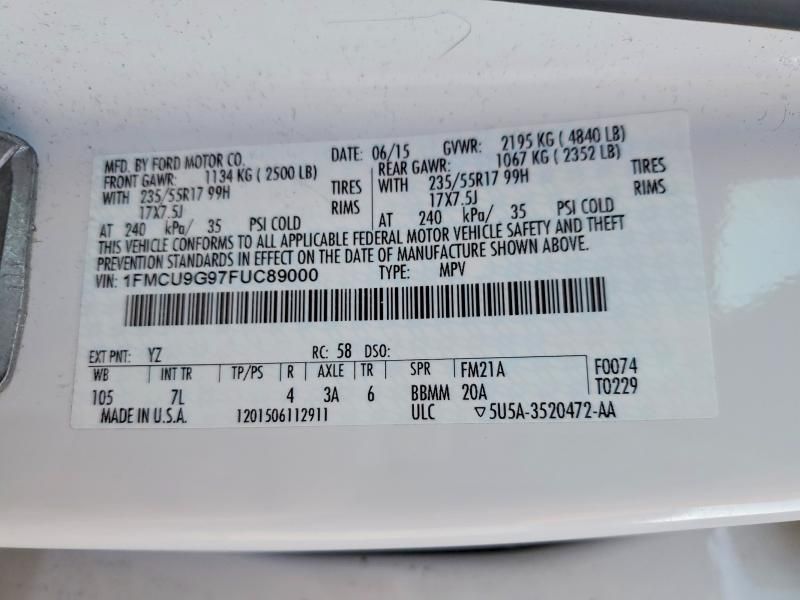 MFD. BY FORD MOTOR CO. DATE: 06/15 GVWR: 2195 KG ( 4840 LB)
FRONT GAWR: 1134 KG ( 2500 LB) REAR GAWR: 1067 KG ( 2352 LB)
WITH 235/55R17 99H TIRES WITH 235/55R17 99H TIRES
17X7.5J RIMS 17X7.5J RIMS
AT 240 kPa/ 35 PSI COLD AT 240 kPa/ 35 PSI COLD
THIS VEHICLE CONFORMS TO ALL APPLICABLE FEDERAL MOTOR VEHICLE SAFETY AND THEFT
PREVENTION STANDARDS IN EFFECT ON THE DATE OF MANUFACTURE SHOWN ABOVE.
VIN: 1FMCU9G97FUC89000 TYPE: MPV
EXT PNT: YZ RC: 58 DSO:
WB INT TR TP/PS R AXLE TR SPR FM21A F0074
105 7L 4 3A 6 BBMM 20A T0229
MADE IN U.S.A. 1201506112911 ULC ▽5U5A-3520472-AA